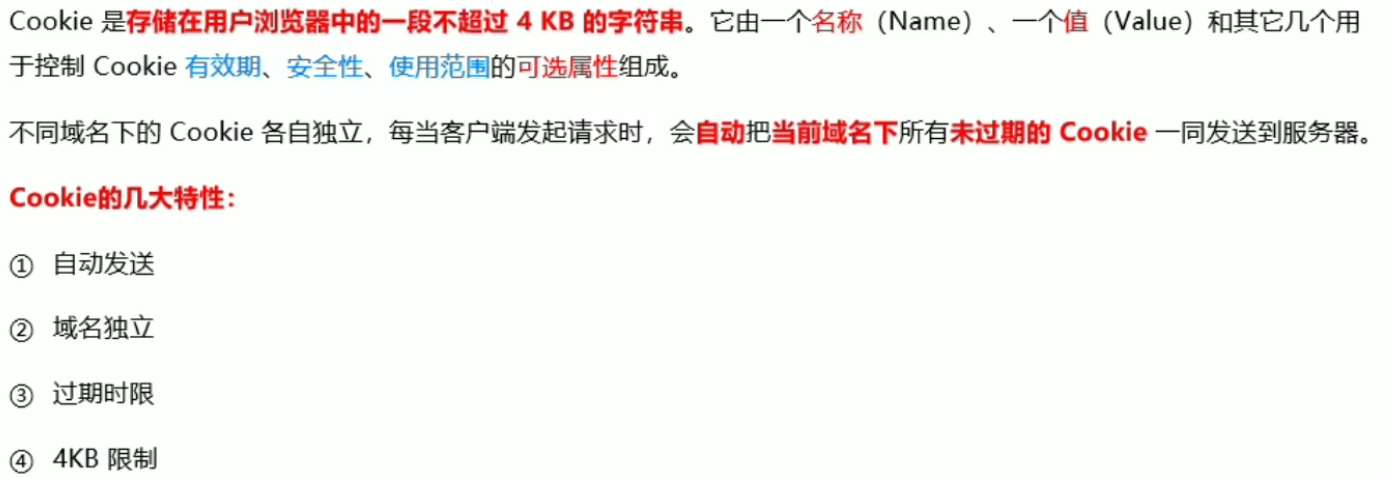 Cookie 是存储在用户浏览器中的一段不超过 4 KB 的字符串。它由一个名称（Name）、一个值（Value）和其它几个用
于控制 Cookie 有效期、安全性、使用范围的可选属性组成。
不同域名下的 Cookie 各自独立，每当客户端发起请求时，会自动把当前域名下所有未过期的 Cookie 一同发送到服务器。
Cookie的几大特性：
① 自动发送
② 域名独立
③ 过期时限
④ 4KB 限制